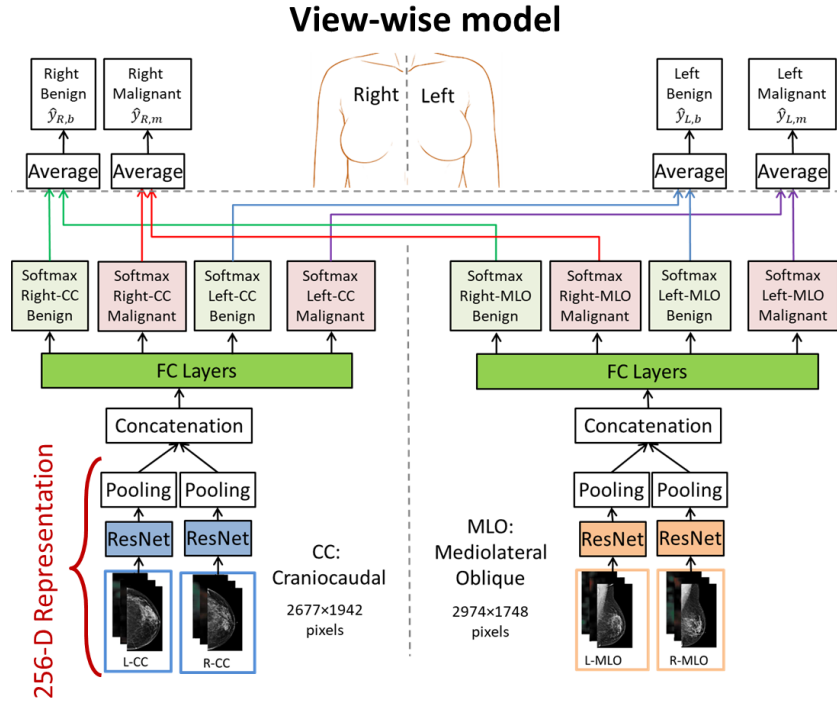 View-wise model
Right
Benign
ŷR,b
Right
Malignant
ŷR,m
Right
Left
Left
Benign
ŷL,b
Left
Malignant
ŷL,m
Average
Average
Average
Average
Softmax
Right-CC
Benign
Softmax
Right-CC
Malignant
Softmax
Left-CC
Benign
Softmax
Left-CC
Malignant
Softmax
Right-MLO
Benign
Softmax
Right-MLO
Malignant
Softmax
Left-MLO
Benign
Softmax
Left-MLO
Malignant
FC Layers
FC Layers
Concatenation
Concatenation
Pooling
Pooling
Pooling
Pooling
ResNet
ResNet
ResNet
ResNet
256-D Representation
CC:
Craniocaudal
2677×1942
pixels
MLO:
Mediolateral
Oblique
2974×1748
pixels
L-CC
R-CC
L-MLO
R-MLO